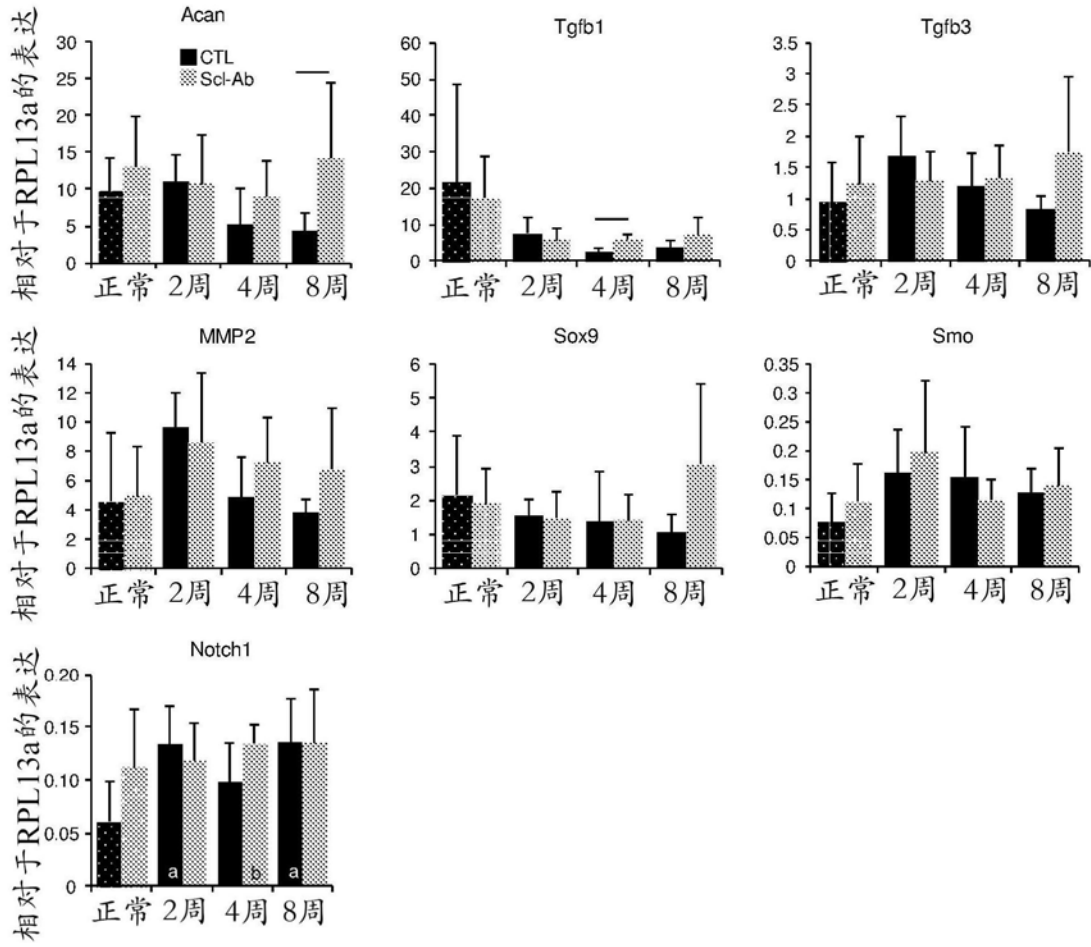 Acan
相对于RPL13a的表达
30
25
20
15
10
5
0
CTL
Scl-Ab
正常 2周 4周 8周
Tgfb1
60
50
40
30
20
10
0
正常 2周 4周 8周
Tgfb3
3.5
3
2.5
2
1.5
1
0.5
0
正常 2周 4周 8周
MMP2
相对于RPL13a的表达
14
12
10
8
6
4
2
0
正常 2周 4周 8周
Sox9
6
5
4
3
2
1
0
正常 2周 4周 8周
Smo
0.35
0.3
0.25
0.2
0.15
0.1
0.05
0
正常 2周 4周 8周
Notch1
相对于RPL13a的表达
0.20
0.15
0.10
0.05
0
a b a
正常 2周 4周 8周